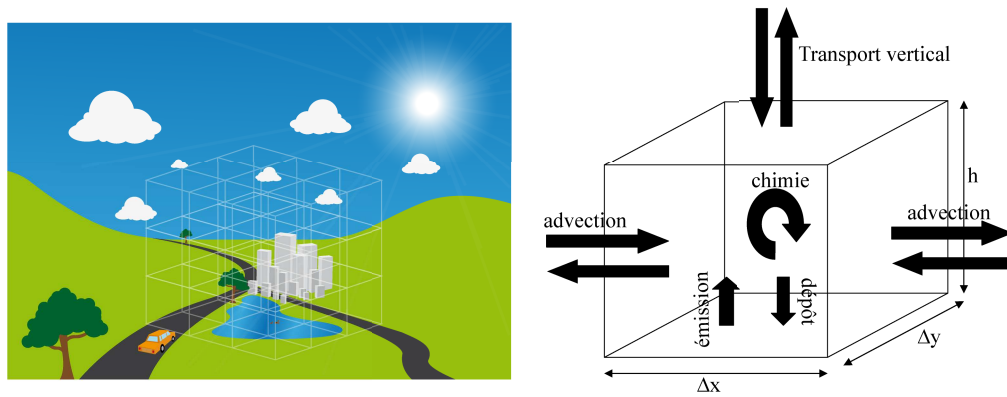 Transport vertical
chimie
h
advection
advection
émission
dépôt
Δy
Δx